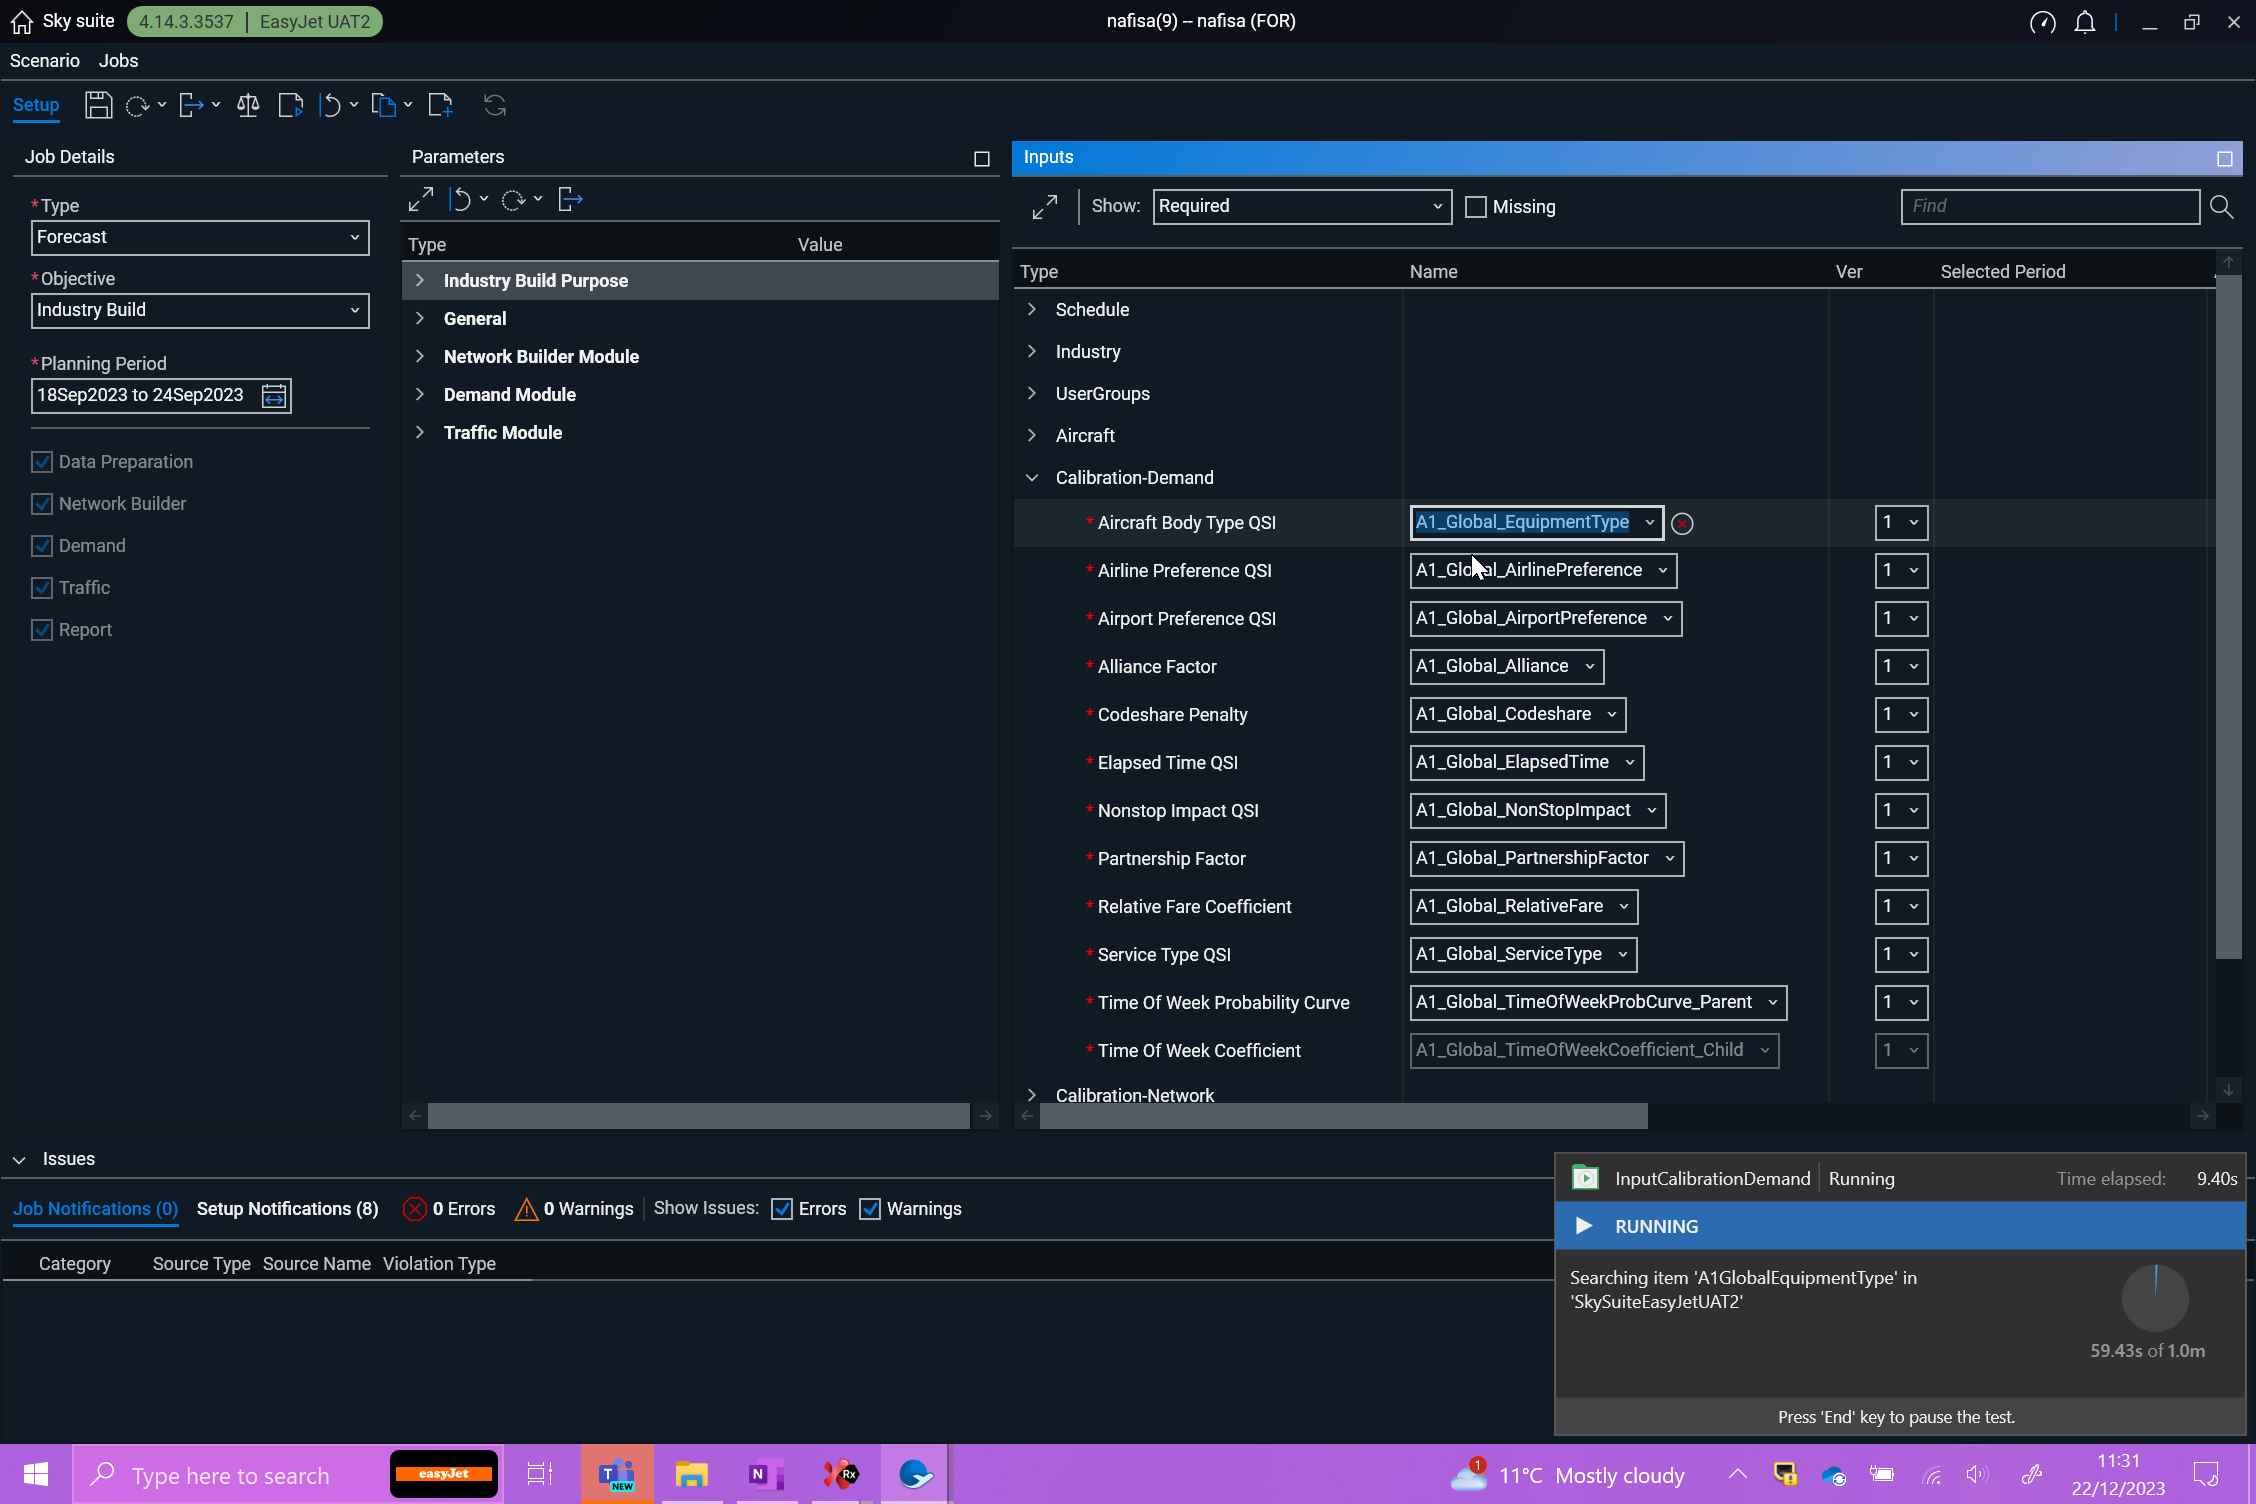 Sky suite 4.14.3.3537 | EasyJet UAT2 nafisa(9) – nafisa (FOR)
Scenario Jobs
Setup
Job Details
*Type
Forecast
*Objective
Industry Build
*Planning Period
18Sep2023 to 24Sep2023
Data Preparation
Network Builder
Demand
Traffic
Report
Parameters
Type Value
Industry Build Purpose
General
Network Builder Module
Demand Module
Traffic Module
Inputs
Show: Required Missing Find
Type Name Ver Selected Period
Schedule
Industry
UserGroups
Aircraft
Calibration-Demand
* Aircraft Body Type QSI A1_Global_EquipmentType 1
* Airline Preference QSI A1_Global_AirlinePreference 1
* Airport Preference QSI A1_Global_AirportPreference 1
* Alliance Factor A1_Global_Alliance 1
* Codeshare Penalty A1_Global_Codeshare 1
* Elapsed Time QSI A1_Global_ElapsedTime 1
* Nonstop Impact QSI A1_Global_NonStopImpact 1
* Partnership Factor A1_Global_PartnershipFactor 1
* Relative Fare Coefficient A1_Global_RelativeFare 1
* Service Type QSI A1_Global_ServiceType 1
* Time Of Week Probability Curve A1_Global_TimeOfWeekProbCurve_Parent 1
* Time Of Week Coefficient A1_Global_TimeOfWeekCoefficient_Child 1
Calibration-Network
Issues
Job Notifications (0) Setup Notifications (8) 0 Errors 0 Warnings Show Issues: Errors Warnings
Category Source Type Source Name Violation Type
InputCalibrationDemand Running Time elapsed: 9.40s
RUNNING
Searching item 'A1GlobalEquipmentType' in
'SkySuiteEasyJetUAT2'
59.43s of 1.0m
Press 'End' key to pause the test.
Type here to search easyJet T NEW N Rx 1 11°C Mostly cloudy 11:31
22/12/2023